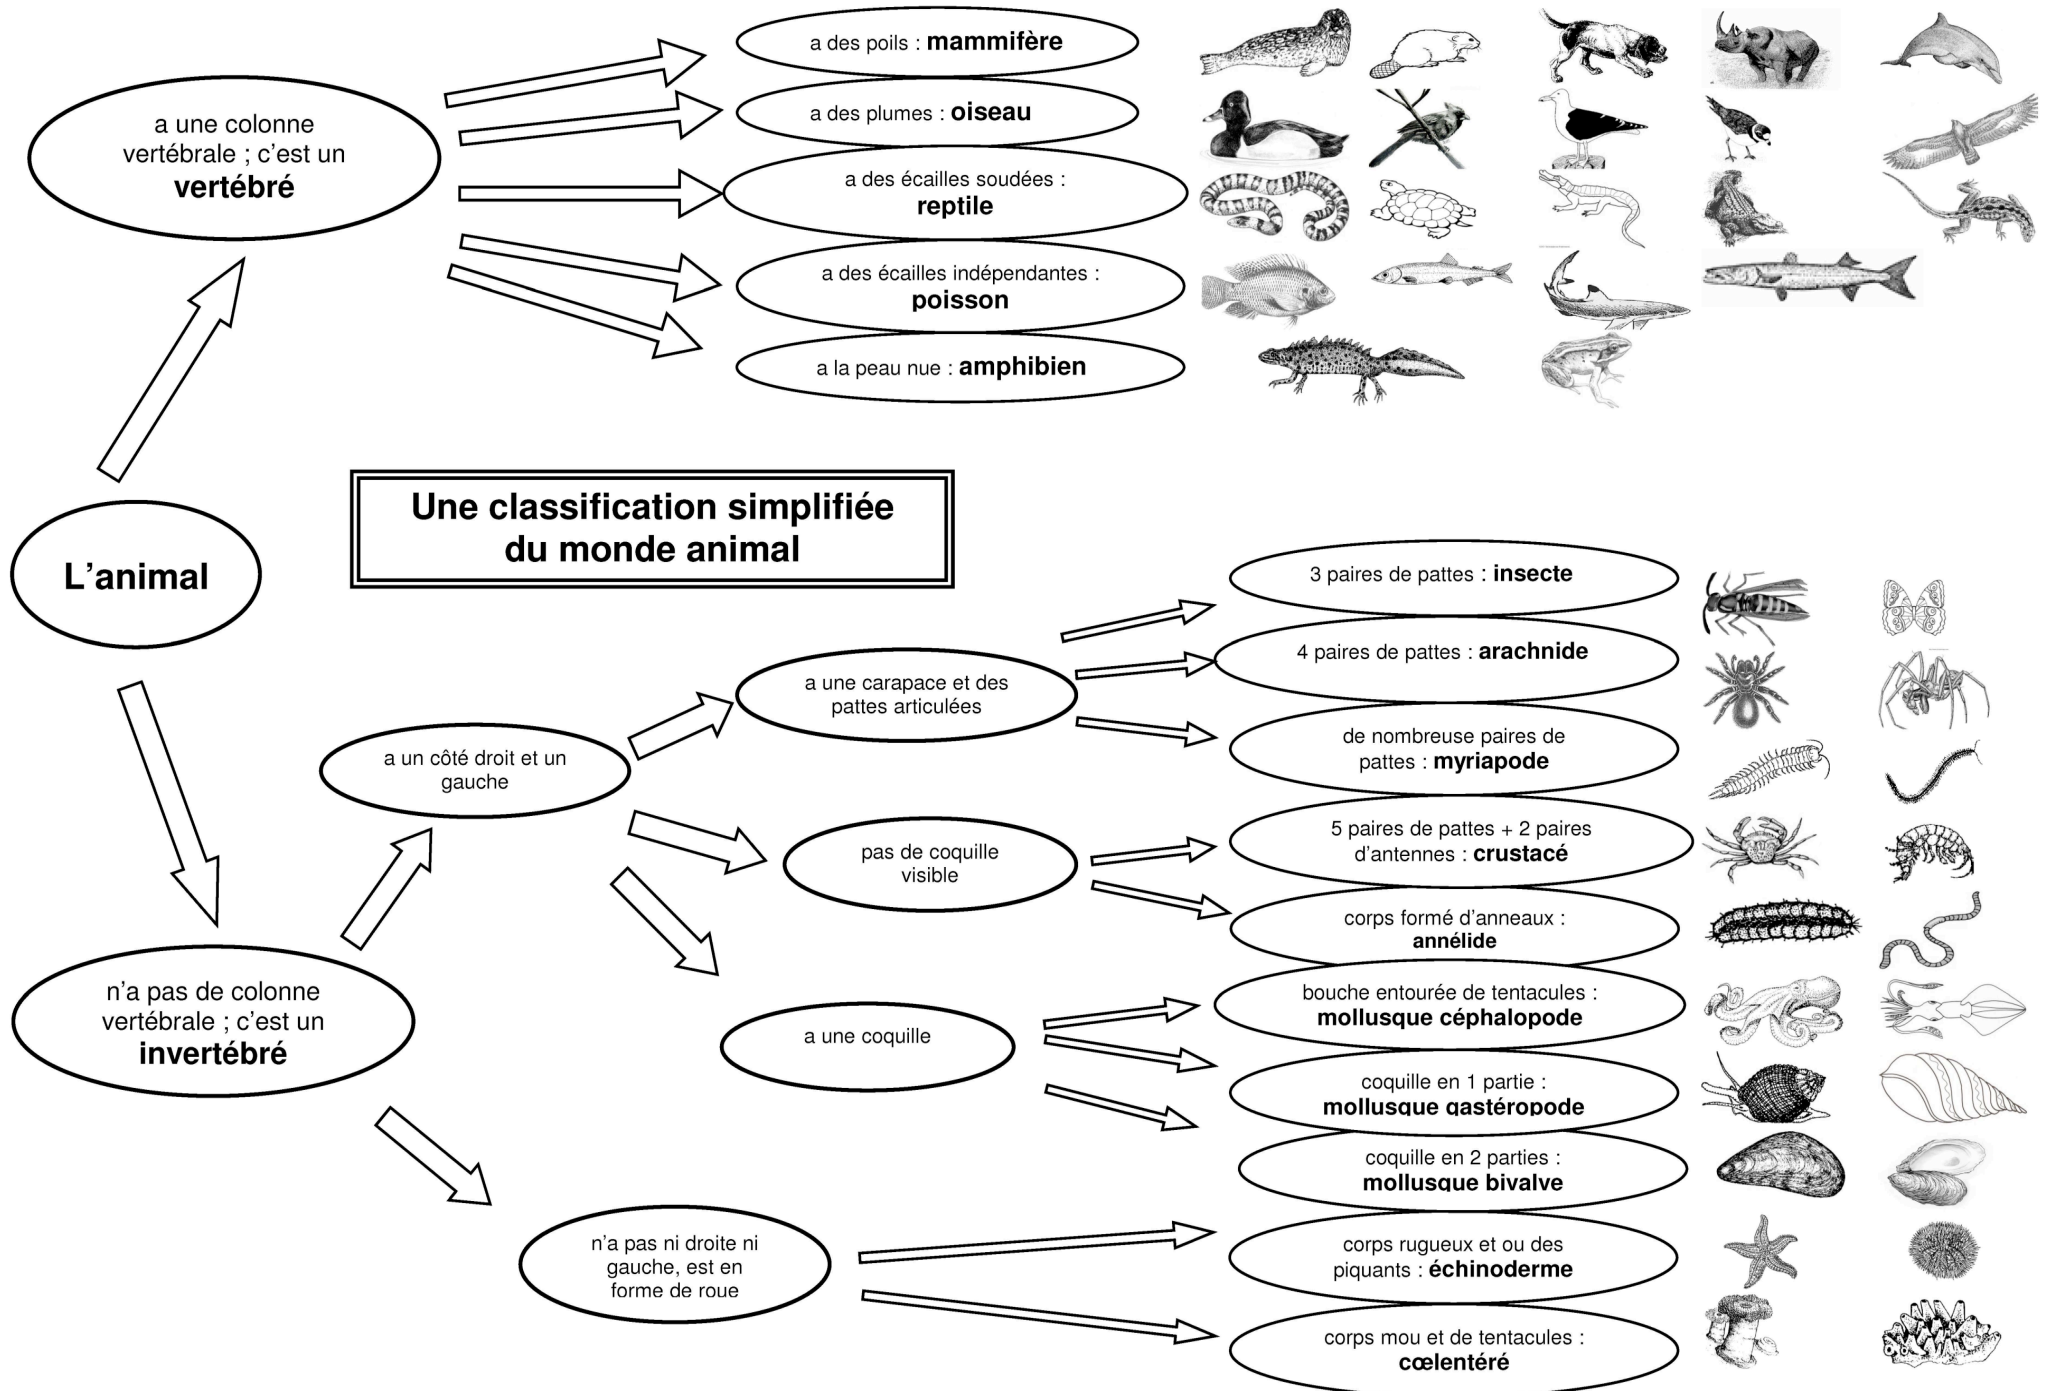 a des poils : mammifère
a une colonne
vertébrale ; c’est un
vertébré
a des plumes : oiseau
a des écailles soudées :
reptile
a des écailles indépendantes :
poisson
a la peau nue : amphibien
Une classification simplifiée
du monde animal
L’animal
3 paires de pattes : insecte
4 paires de pattes : arachnide
a une carapace et des
pattes articulées
de nombreuse paires de
pattes : myriapode
a un côté droit et un
gauche
5 paires de pattes + 2 paires
d’antennes : crustacé
pas de coquille
visible
corps formé d’anneaux :
annélide
n’a pas de colonne
vertébrale ; c’est un
invertébré
bouche entourée de tentacules :
mollusque céphalopode
a une coquille
coquille en 1 partie :
mollusque gastéropode
coquille en 2 parties :
mollusque bivalve
n’a pas ni droite ni
gauche, est en
forme de roue
corps rugueux et ou des
piquants : échinoderme
corps mou et de tentacules :
cœlentéré